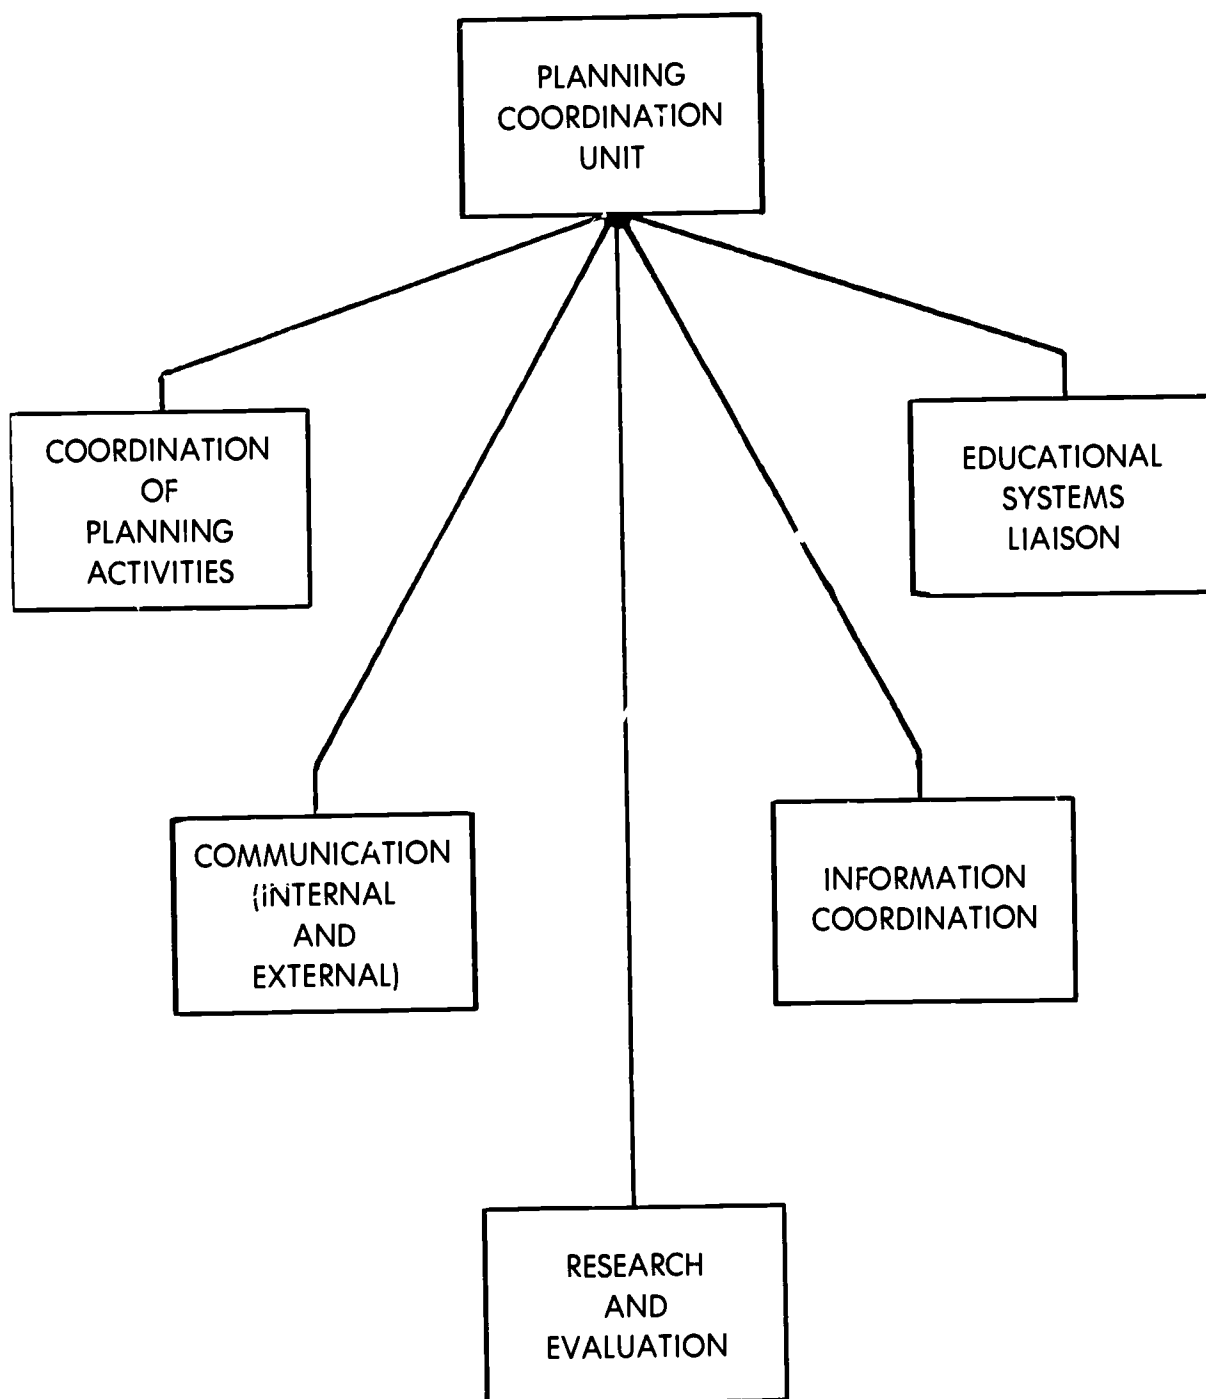 PLANNING
COORDINATION
UNIT
COORDINATION
OF
PLANNING
ACTIVITIES
EDUCATIONAL
SYSTEMS
LIAISON
COMMUNICATION
(INTERNAL
AND
EXTERNAL)
INFORMATION
COORDINATION
RESEARCH
AND
EVALUATION